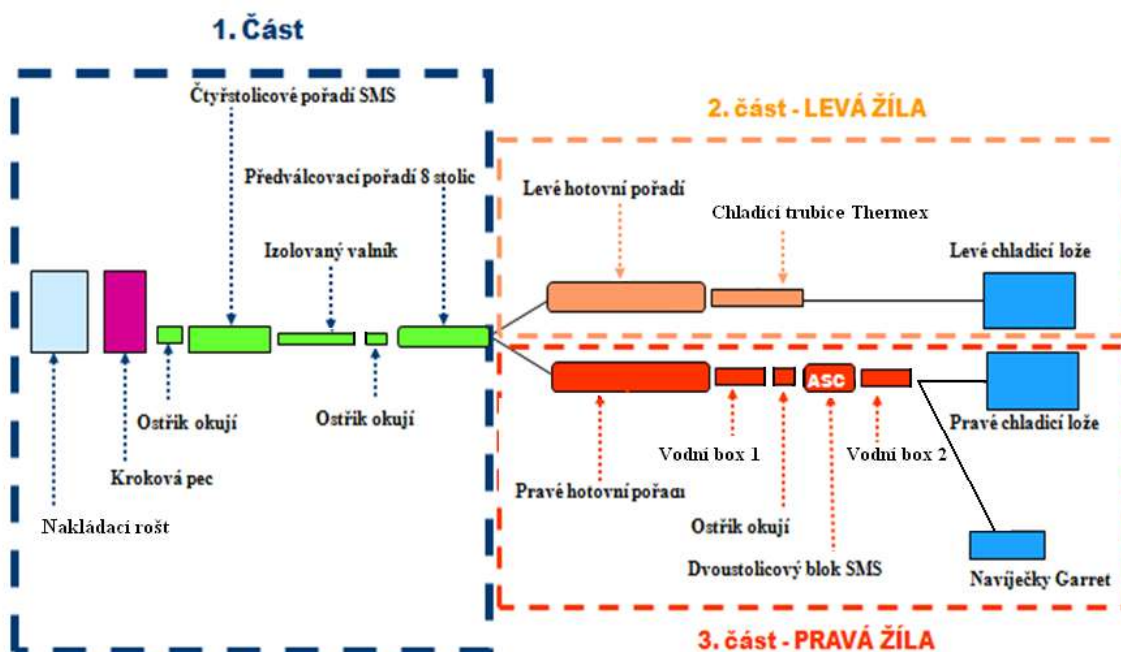 1. Část
Čtyřstolicové pořadí SMS
Předválcovací pořadí 8 stolic
Izolovaný valník
Ostřik okují
Ostřik okují
Kroková pec
Nakládací rošt
2. část - LEVÁ ŽÍLA
Levé hotovní pořadí
Chladící trubice Thermex
Levé chladicí lože
ASC
Pravé chladicí lože
Vodní box 1
Vodní box 2
Pravé hotovní
Ostřik okují
Dvoustolicový blok SMS
Navíječky Garret
3. část - PRAVÁ ŽÍLA